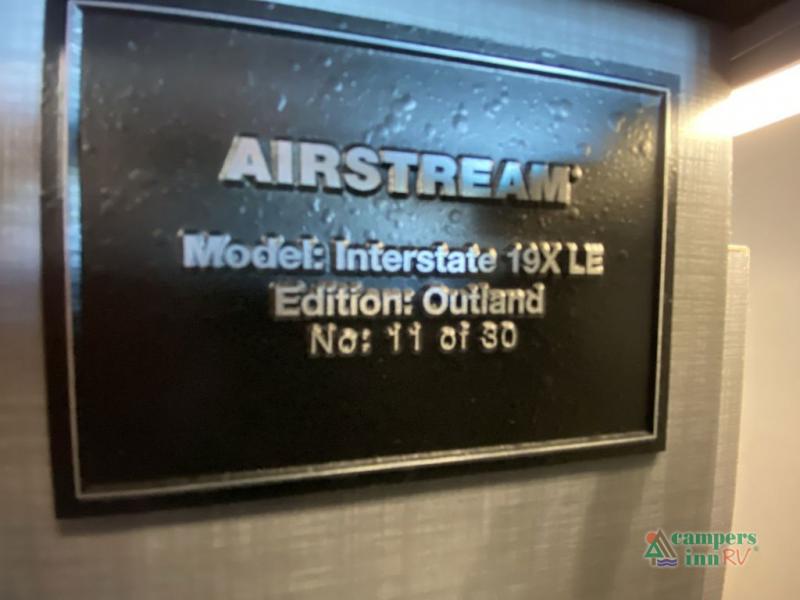 AIRSTREAM
Model: Interstate 19X LE
Edition: Outland
No: 11 of 30
campers
inn RV®